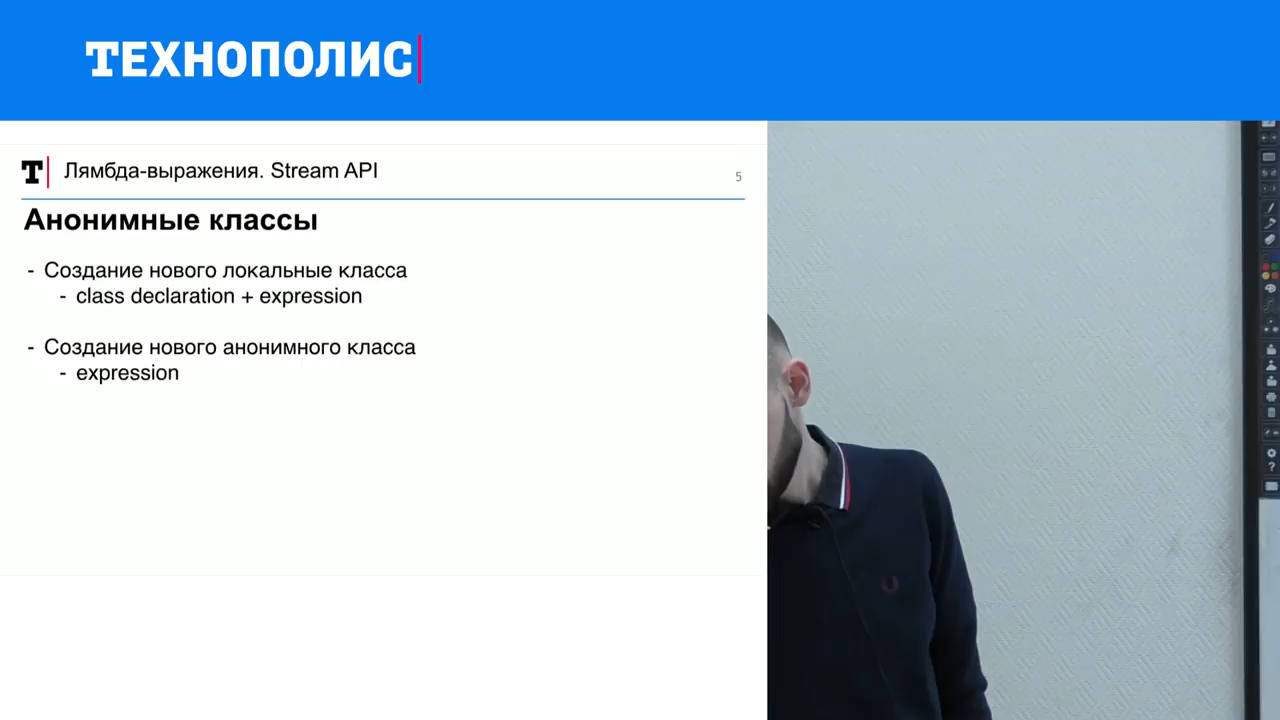 ТЕХНОПОЛИС
Т Лямбда-выражения. Stream API
5
Анонимные классы
- Создание нового локальные класса
- class declaration + expression
- Создание нового анонимного класса
- expression
?